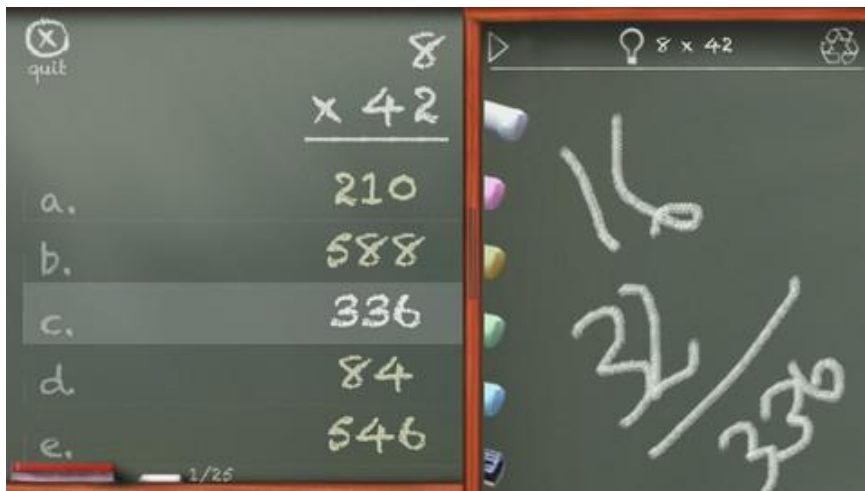 quit
8
x 42
a. 210
b. 588
c. 336
d. 84
e. 546
1/25
8 x 42
16
32/
336